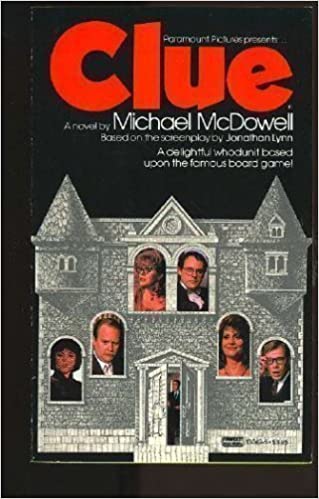 Paramount Pictures presents...
Clue
A novel by Michael McDowell
Based on the screenplay by Jonathan Lynn
A delightful whodunit based
upon the famous board game!